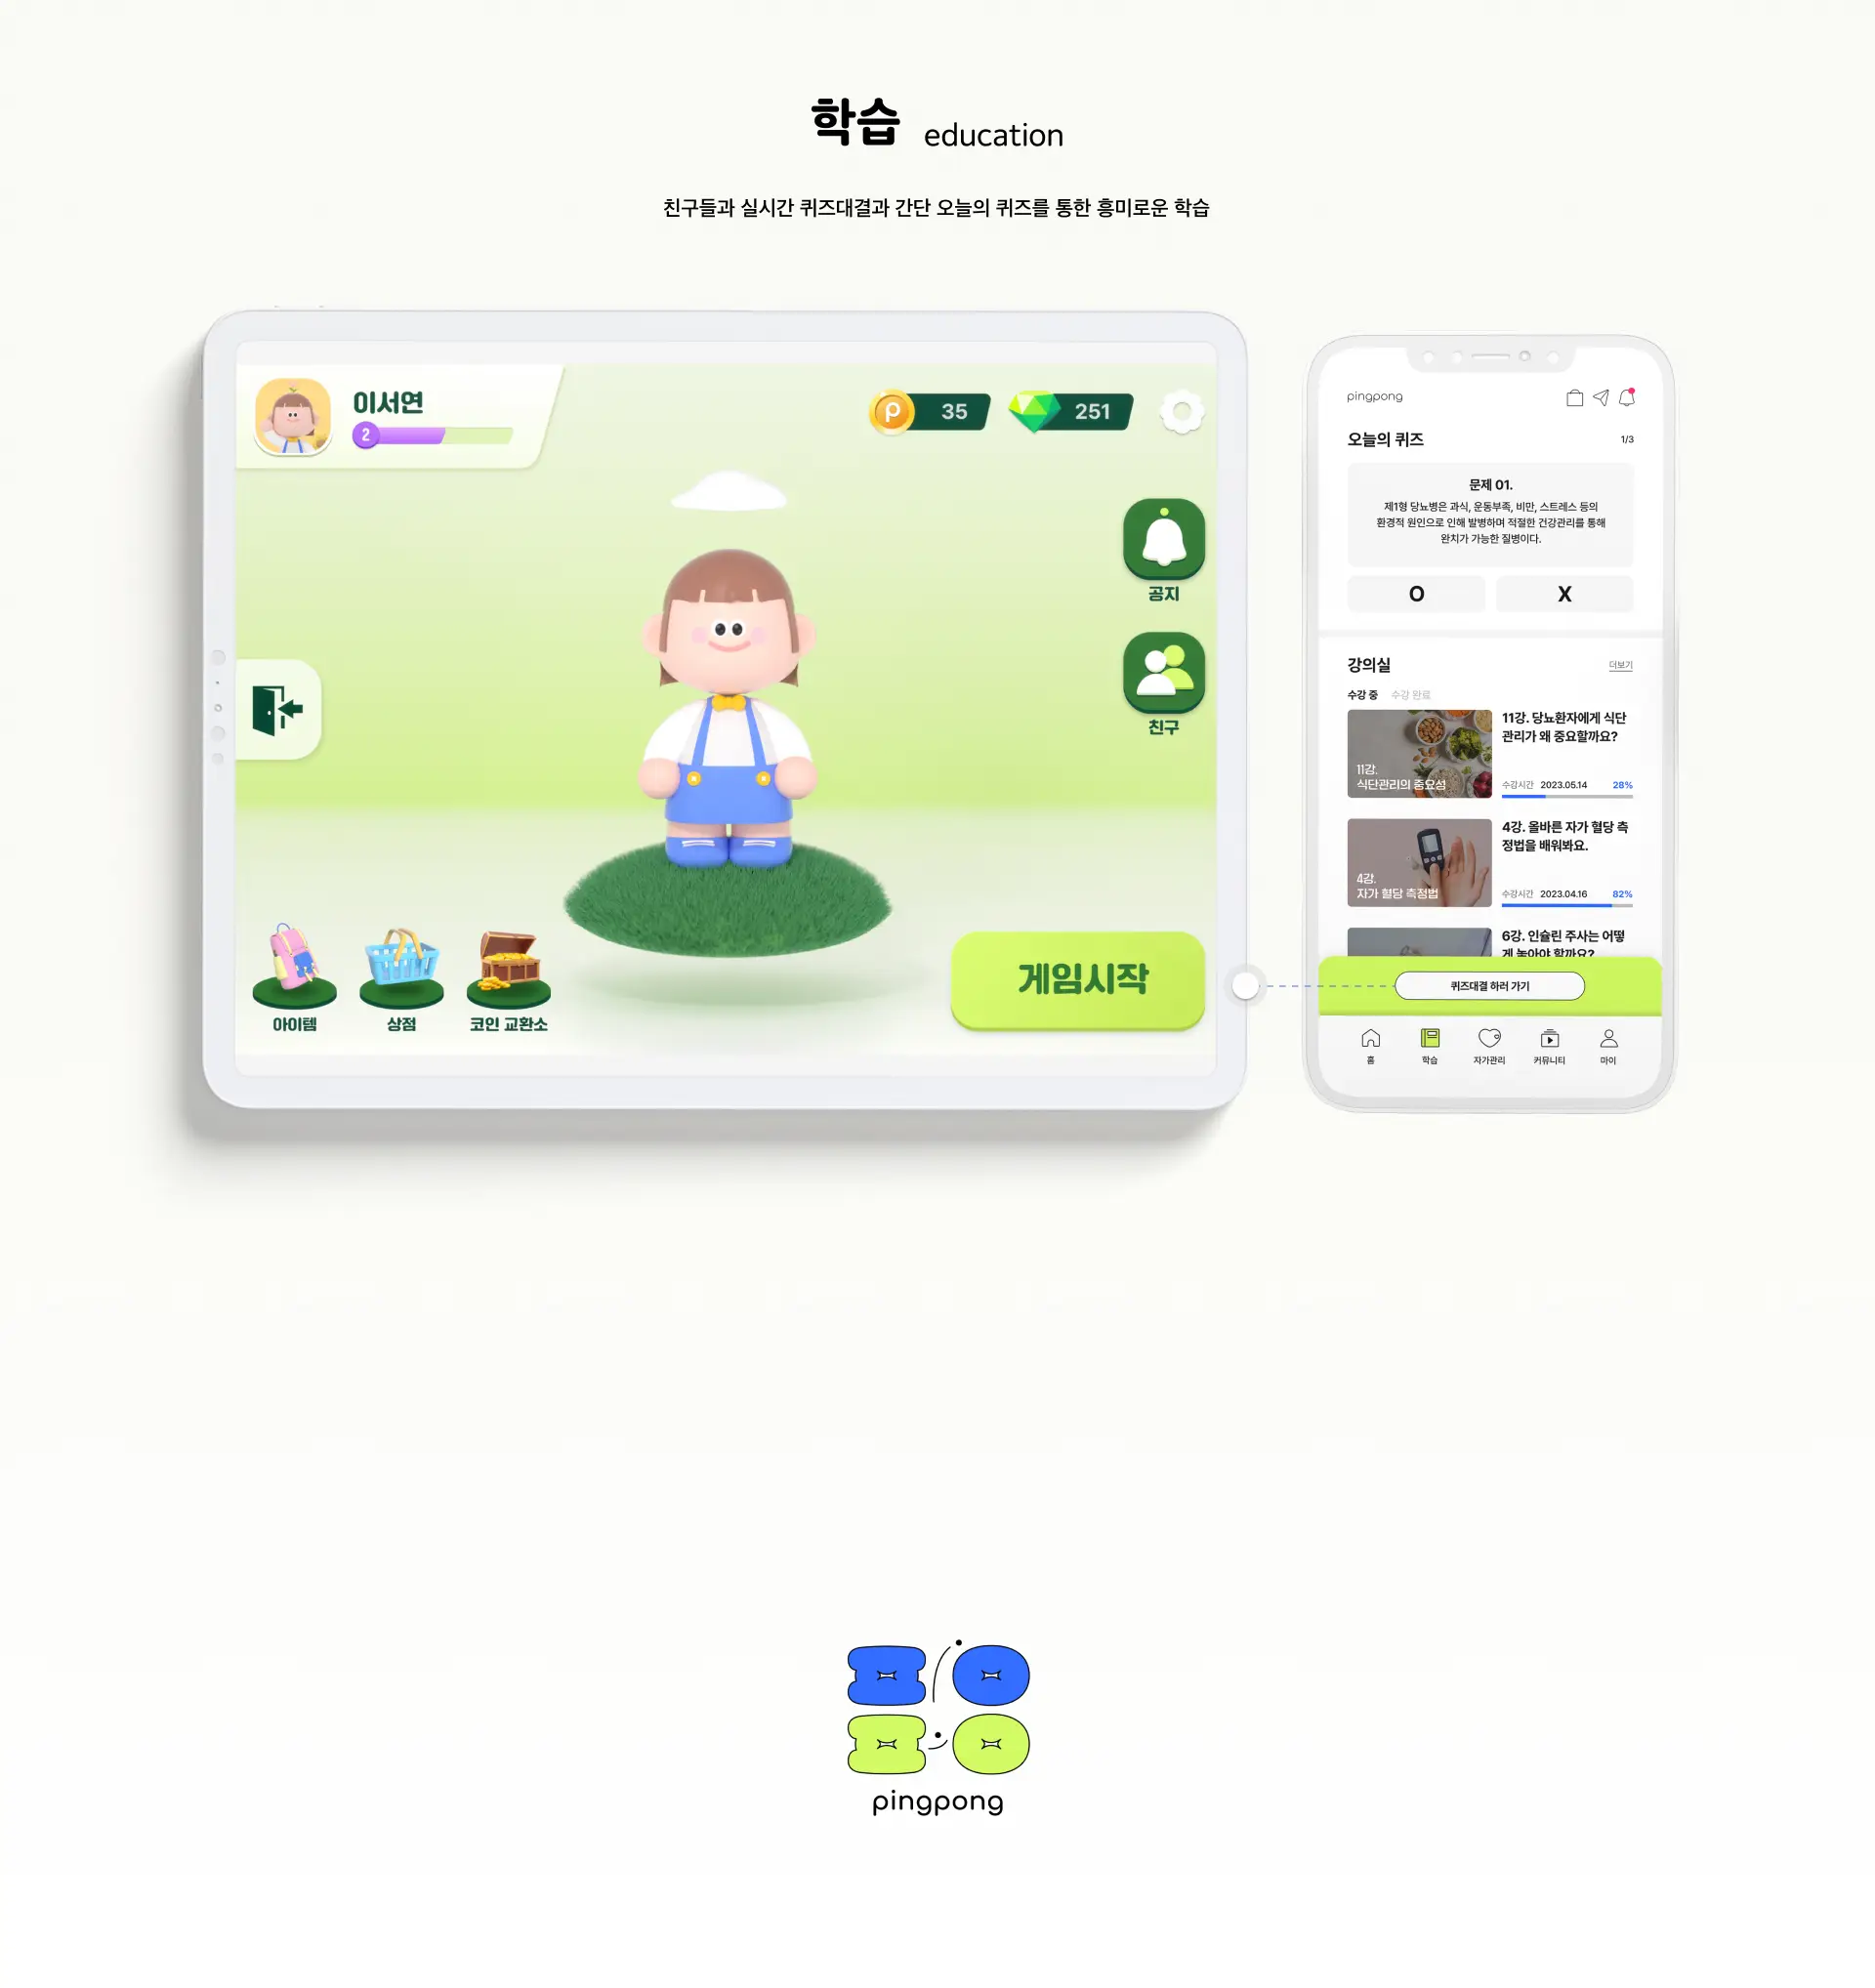 학습 education
친구들과 실시간 퀴즈대결과 간단 오늘의 퀴즈를 통한 흥미로운 학습
이서연
2
35
251
공지
친구
아이템
상점
코인 교환소
게임시작
pingpong
오늘의 퀴즈
1/3
문제 01.
제1형 당뇨병은 과식, 운동부족, 비만, 스트레스 등의
환경적 원인으로 인해 발병하며 적절한 건강관리를 통해
완치가 가능한 질병이다.
O
X
강의실
더보기
수강 중
수강 완료
11강.
식단관리의 중요성
11강. 당뇨환자에게 식단
관리가 왜 중요할까요?
수강시간 2023.05.14 28%
4강.
자가 혈당 측정법
4강. 올바른 자가 혈당 측
정법을 배워봐요.
수강시간 2023.04.16 82%
6강. 인슐린 주사는 어떻
게 놓아야 할까요?
퀴즈대결 하러 가기
홈
학습
자가관리
커뮤니티
마이
pingpong